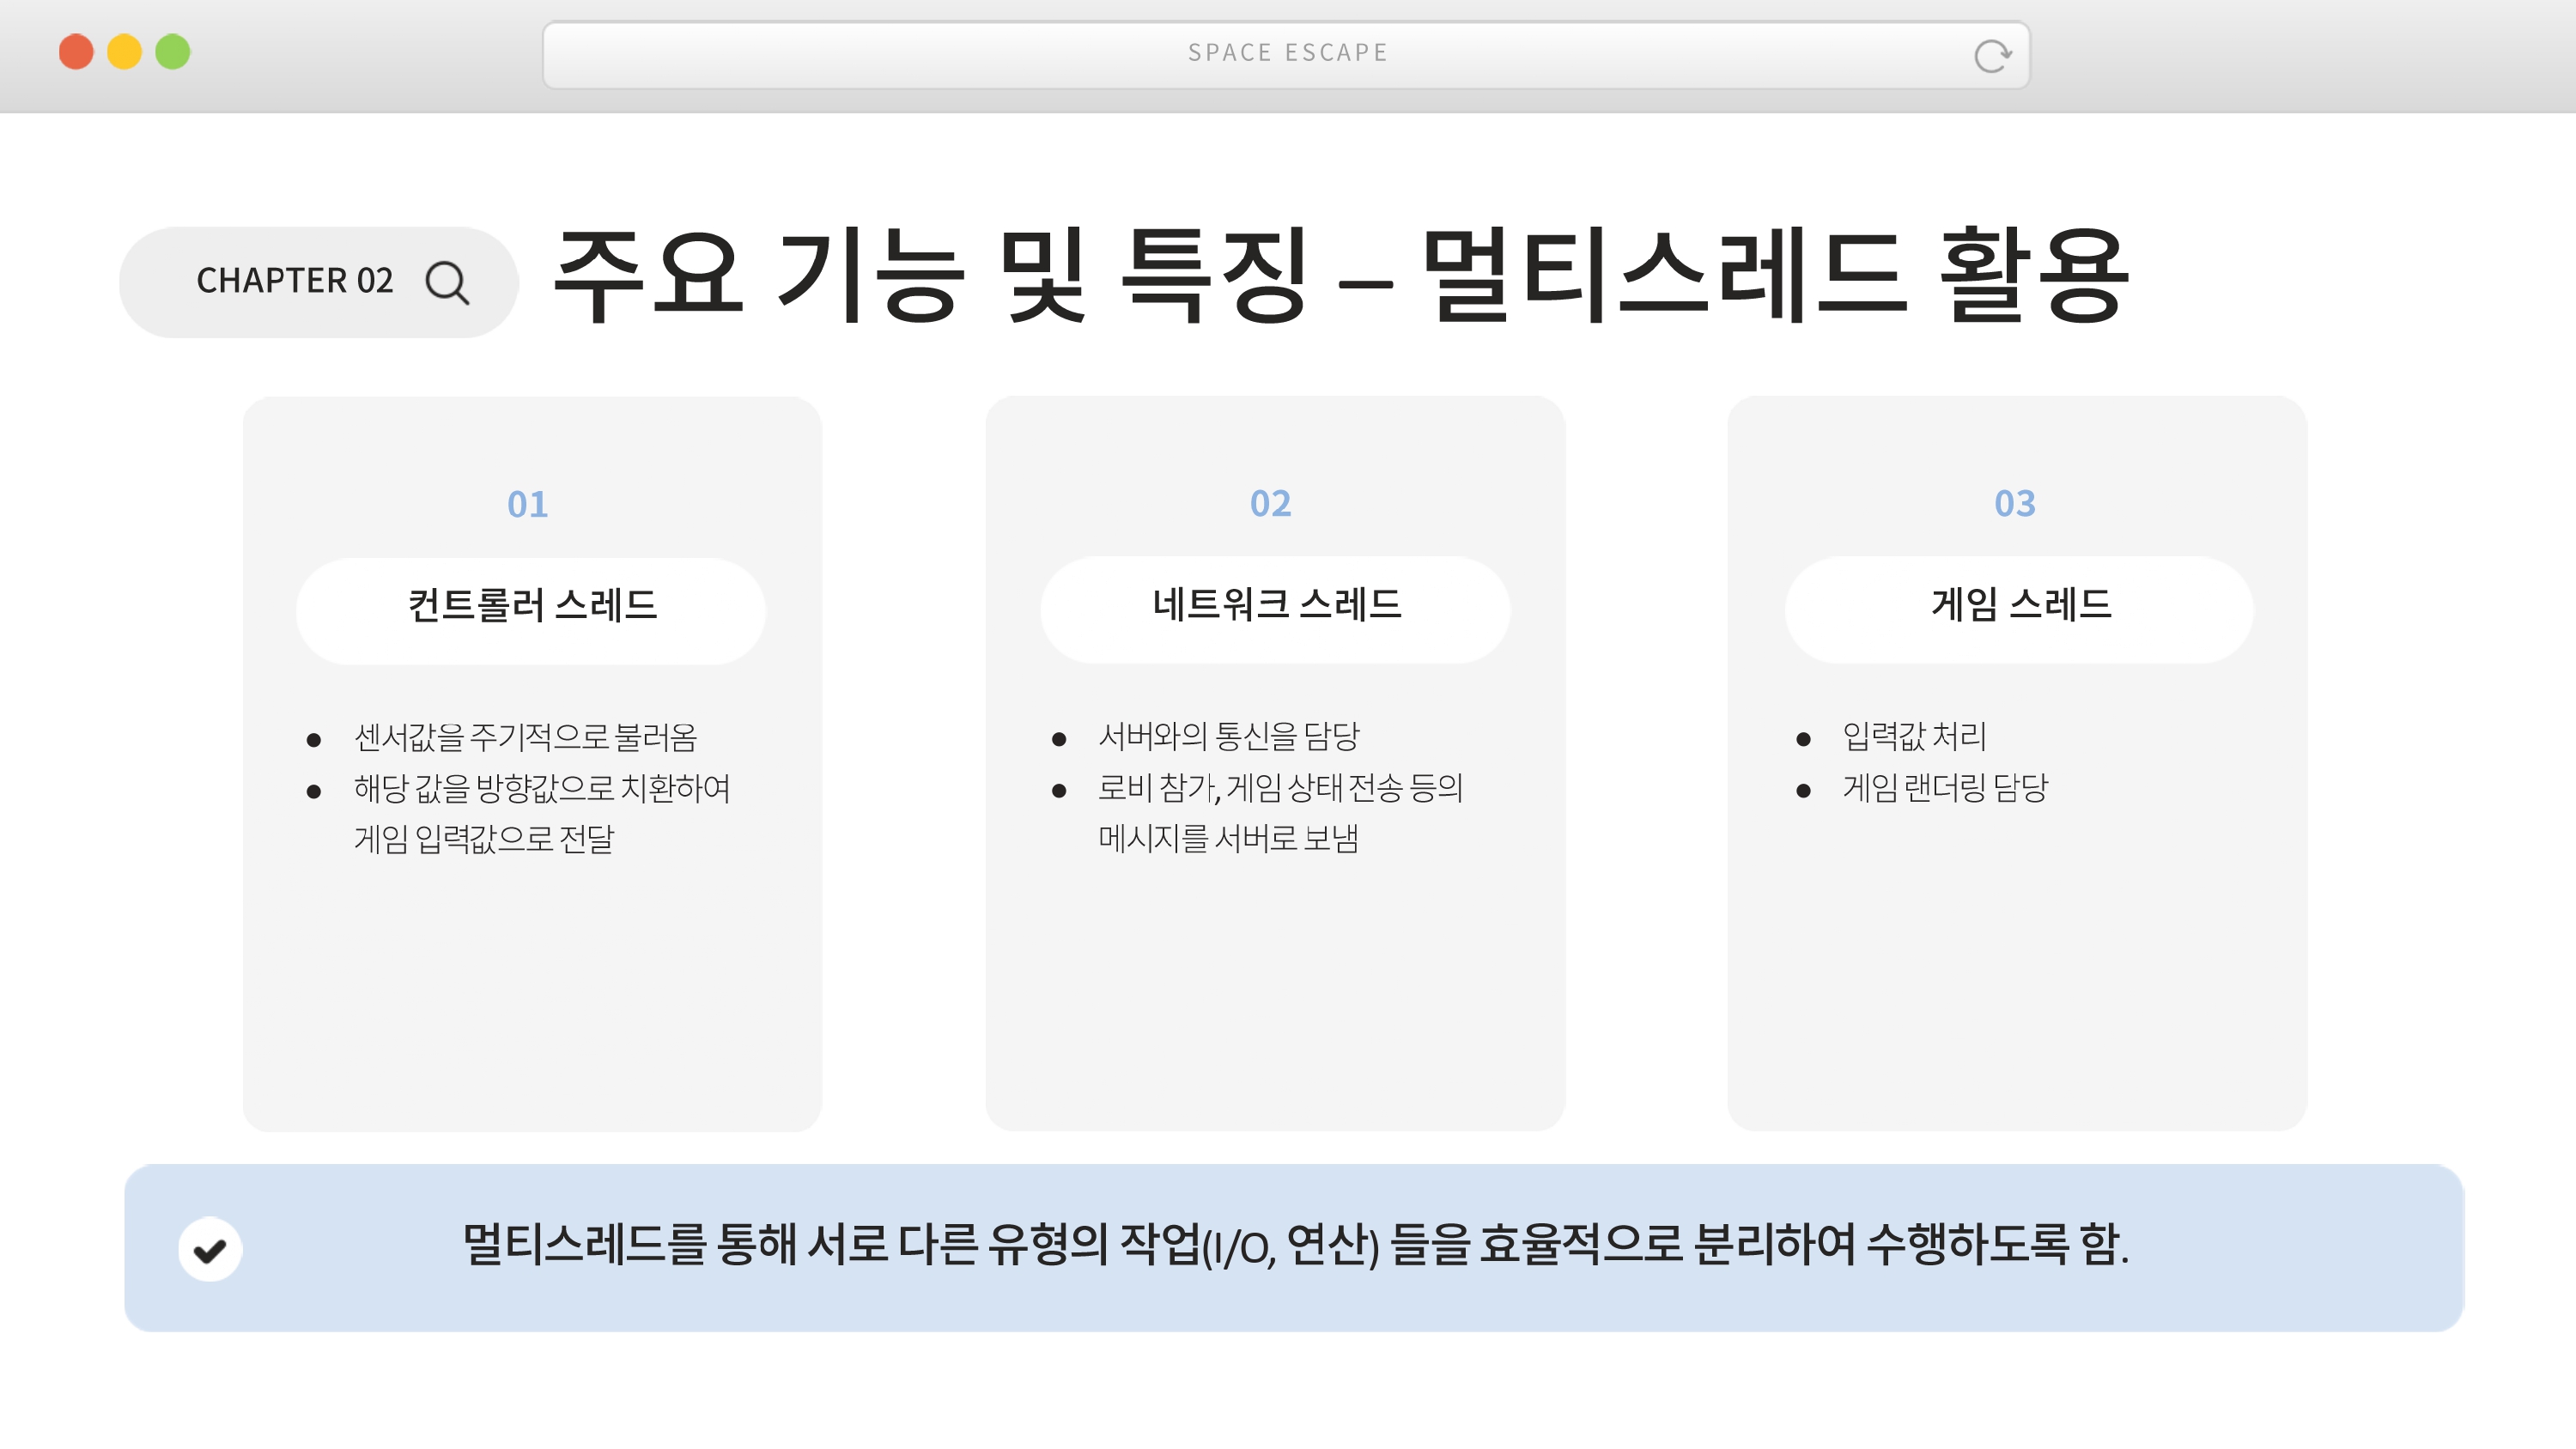 SPACE ESCAPE
CHAPTER 02
주요 기능 및 특징 – 멀티스레드 활용
01
컨트롤러 스레드
● 센서값을 주기적으로 불러옴
● 해당 값을 방향값으로 치환하여
게임 입력값으로 전달
02
네트워크 스레드
● 서버와의 통신을 담당
● 로비 참가, 게임 상태 전송 등의
메시지를 서버로 보냄
03
게임 스레드
● 입력값 처리
● 게임 랜더링 담당
멀티스레드를 통해 서로 다른 유형의 작업(I/O, 연산) 들을 효율적으로 분리하여 수행하도록 함.